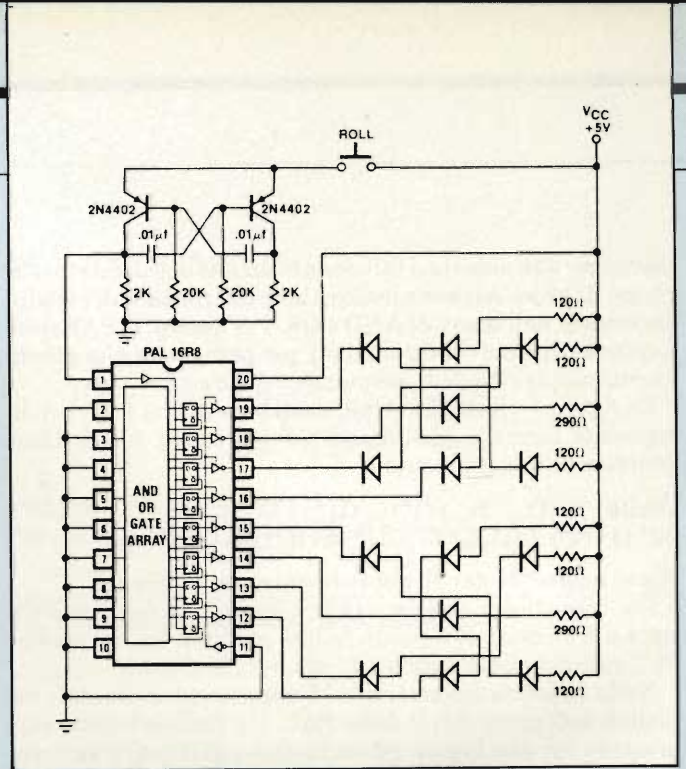 VCC
+5V
ROLL
2N4402
2N4402
.01µf
.01µf
2K
20K
20K
2K
PAL 16R8
1
2
3
4
5
6
7
8
9
10
AND
OR
GATE
ARRAY
20
19
18
17
16
15
14
13
12
11
120Ω
120Ω
290Ω
120Ω
120Ω
120Ω
290Ω
120Ω